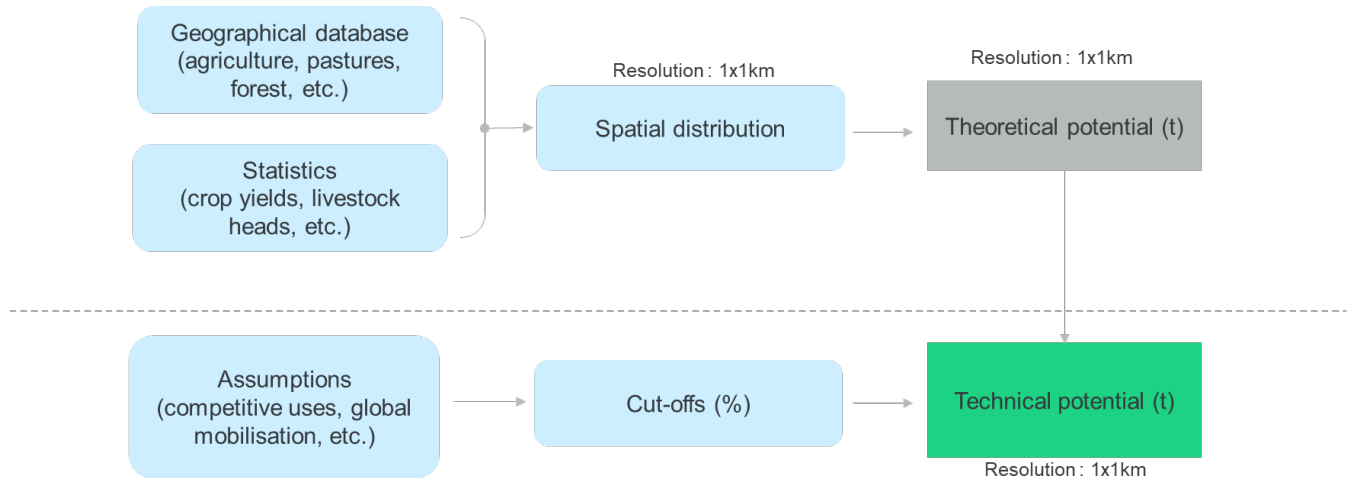 Geographical database
(agriculture, pastures,
forest, etc.)
Statistics
(crop yields, livestock
heads, etc.)
Resolution : 1x1km
Spatial distribution
Resolution : 1x1km
Theoretical potential (t)
Assumptions
(competitive uses, global
mobilisation, etc.)
Cut-offs (%)
Technical potential (t)
Resolution : 1x1km